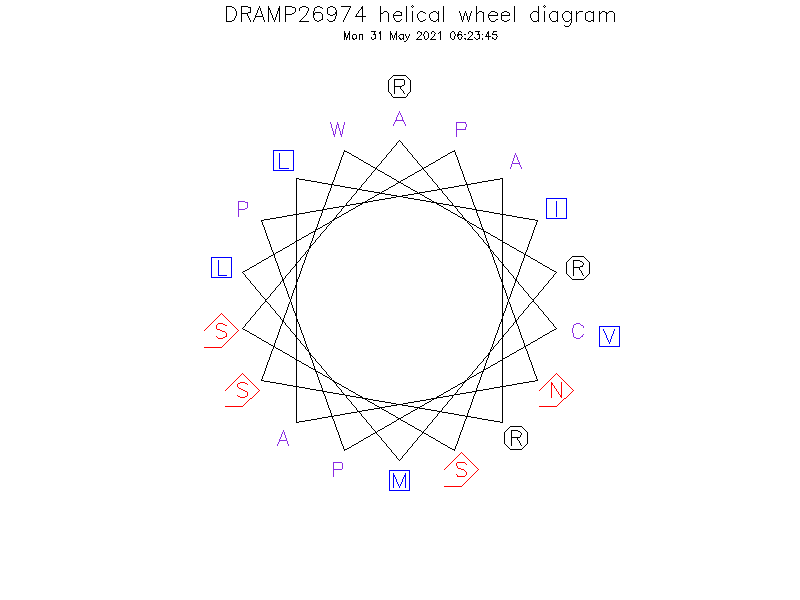 DRAMP26974 helical wheel diagram
Mon 31 May 2021 06:23:45
R
W A P
L A
P I
L R
S C V
S N
A R
P M S